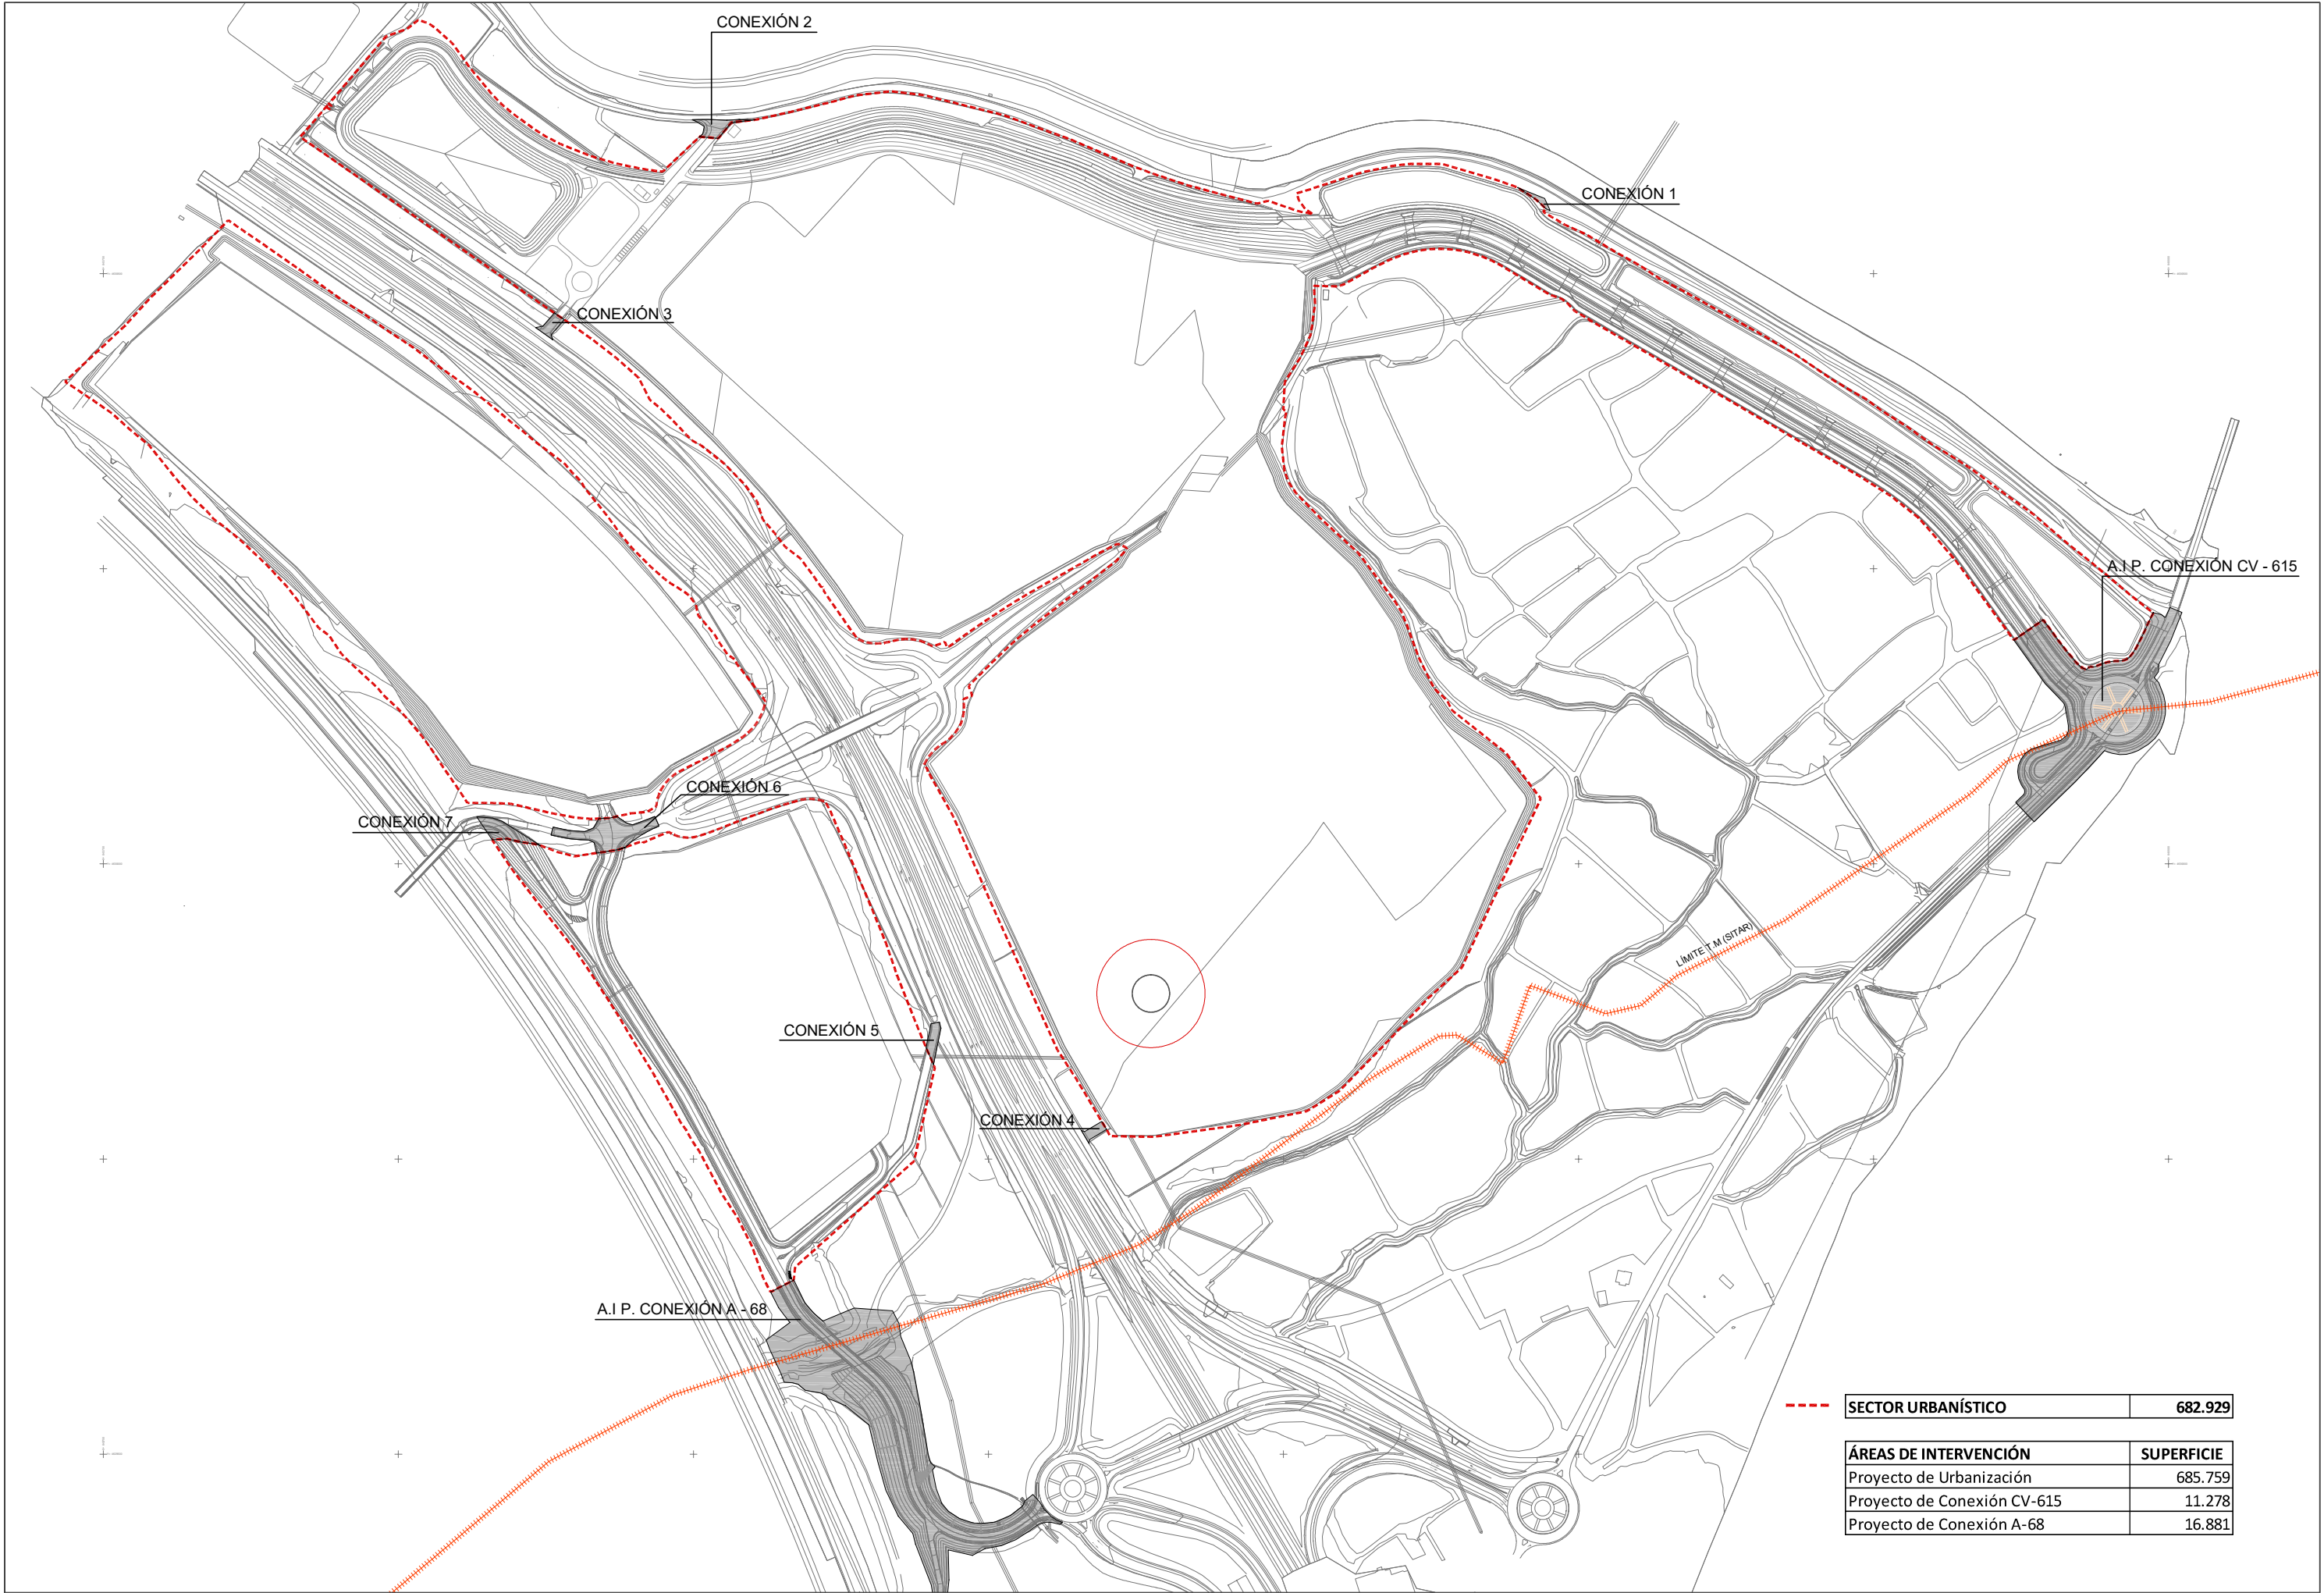 CONEXIÓN 2
CONEXIÓN 1
CONEXIÓN 3
A.I P. CONEXIÓN CV - 615
CONEXIÓN 6
CONEXIÓN 7
LÍMITE T.M (SITAR)
CONEXIÓN 5
CONEXIÓN 4
A.I P. CONEXIÓN A - 68
SECTOR URBANÍSTICO 682.929
ÁREAS DE INTERVENCIÓN SUPERFICIE
Proyecto de Urbanización 685.759
Proyecto de Conexión CV-615 11.278
Proyecto de Conexión A-68 16.881